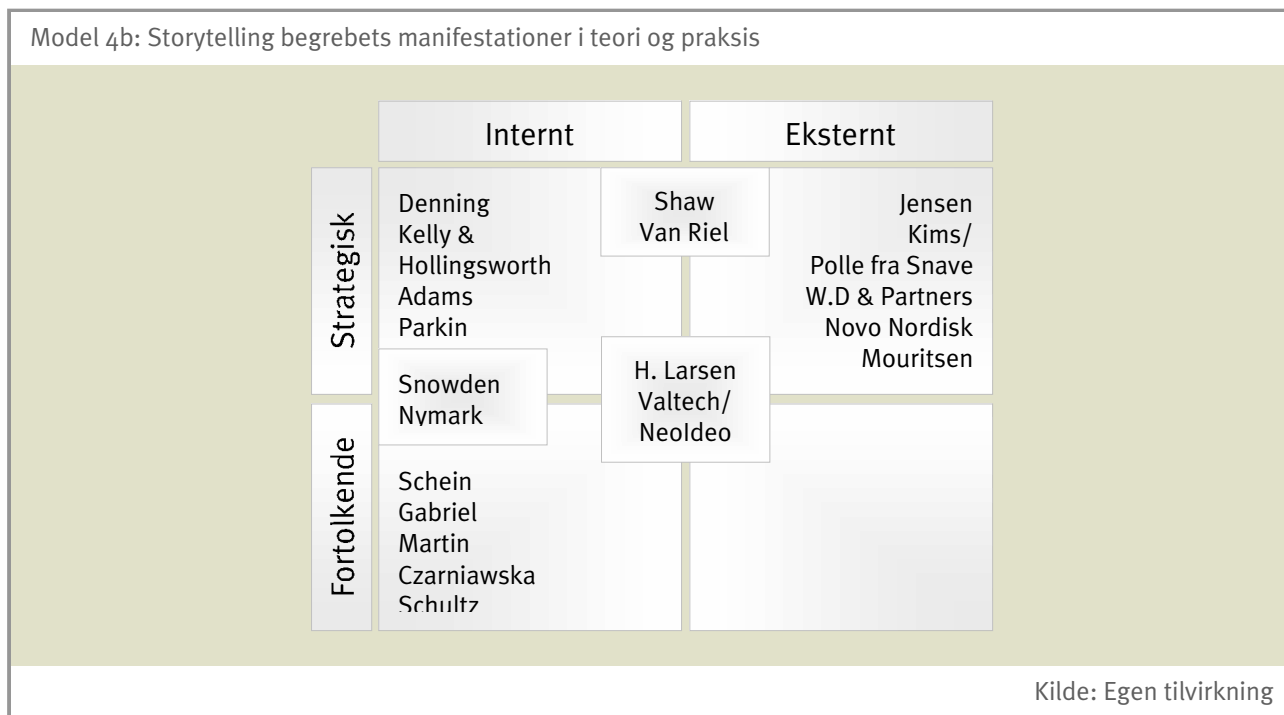 Model 4b: Storytelling begrebets manifestationer i teori og praksis
Internt
Eksternt
Strategisk
Denning
Kelly &
Hollingsworth
Adams
Parkin
Shaw
Van Riel
Jensen
Kims/
Polle fra Snave
W.D & Partners
Novo Nordisk
Mouritsen
Snowden
Nymark
H. Larsen
Valtech/
NeoIdeo
Fortolkende
Schein
Gabriel
Martin
Czarniawska
Schultz
Kilde: Egen tilvirkning